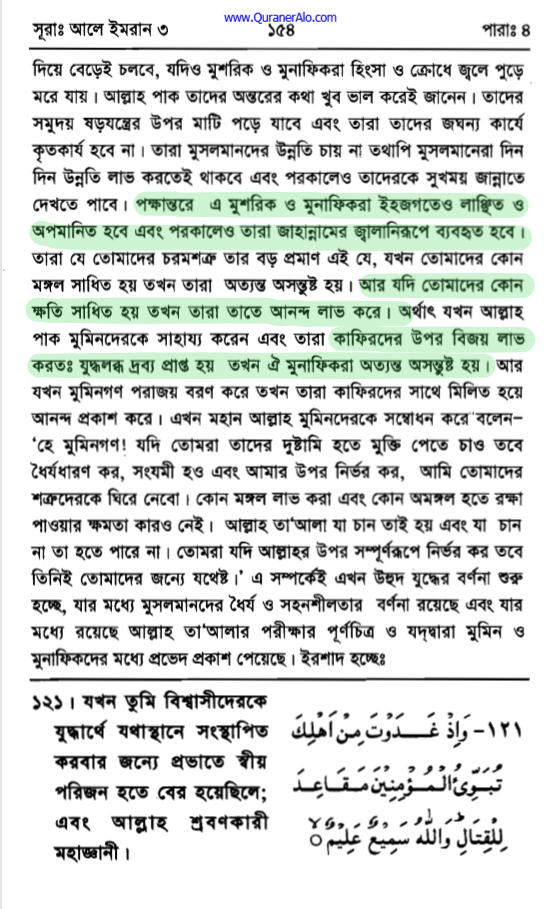 www.QuranerAlo.com
সূরাঃ আলে ইমরান ৩ ১৫৪ পারাঃ ৪
দিয়ে বেড়েই চলবে, যদিও মুশরিক ও মুনাফিকরা হিংসা ও ক্রোধে জ্বলে পুড়ে
মরে যায়। আল্লাহ পাক তাদের অন্তরের কথা খুব ভাল করেই জানেন। তাদের
সমুদয় ষড়যন্ত্রের উপর মাটি পড়ে যাবে এবং তারা তাদের জঘন্য কার্যে
কৃতকার্য হবে না। তারা মুসলমানদের উন্নতি চায় না তথাপি মুসলমানেরা দিন
দিন উন্নতি লাভ করতেই থাকবে এবং পরকালেও তাদেরকে সুখময় জান্নাতে
দেখতে পাবে। পক্ষান্তরে এ মুশরিক ও মুনাফিকরা ইহজগতেও লাঞ্ছিত ও
অপমানিত হবে এবং পরকালেও তারা জাহান্নামের জ্বালানিরূপে ব্যবহৃত হবে।
তারা যে তোমাদের চরমশত্রু তার বড় প্রমাণ এই যে, যখন তোমাদের কোন
মঙ্গল সাধিত হয় তখন তারা অত্যন্ত অসন্তুষ্ট হয়। আর যদি তোমাদের কোন
ক্ষতি সাধিত হয় তখন তারা তাতে আনন্দ লাভ করে। অর্থাৎ যখন আল্লাহ
পাক মুমিনদেরকে সাহায্য করেন এবং তারা কাফিরদের উপর বিজয় লাভ
করতঃ যুদ্ধলব্ধ দ্রব্য প্রাপ্ত হয় তখন ঐ মুনাফিকরা অত্যন্ত অসন্তুষ্ট হয়। আর
যখন মুমিনগণ পরাজয় বরণ করে তখন তারা কাফিরদের সাথে মিলিত হয়ে
আনন্দ প্রকাশ করে। এখন মহান আল্লাহ মুমিনদেরকে সম্বোধন করে বলেন–
‘হে মুমিনগণ! যদি তোমরা তাদের দুষ্টামি হতে মুক্তি পেতে চাও তবে
ধৈর্যধারণ কর, সংযমী হও এবং আমার উপর নির্ভর কর, আমি তোমাদের
শত্রুদেরকে ঘিরে নেবো। কোন মঙ্গল লাভ করা এবং কোন অমঙ্গল হতে রক্ষা
পাওয়ার ক্ষমতা কারও নেই। আল্লাহ তা‘আলা যা চান তাই হয় এবং যা চান
না তা হতে পারে না। তোমরা যদি আল্লাহর উপর সম্পূর্ণরূপে নির্ভর কর তবে
তিনিই তোমাদের জন্যে যথেষ্ট।’ এ সম্পর্কেই এখন উহুদ যুদ্ধের বর্ণনা শুরু
হচ্ছে, যার মধ্যে মুসলমানদের ধৈর্য ও সহনশীলতার বর্ণনা রয়েছে এবং যার
মধ্যে রয়েছে আল্লাহ তা‘আলার পরীক্ষার পূর্ণচিত্র ও যদ্দ্বারা মুমিন ও
মুনাফিকদের মধ্যে প্রভেদ প্রকাশ পেয়েছে। ইরশাদ হচ্ছেঃ
১২১। যখন তুমি বিশ্বাসীদেরকে
যুদ্ধার্থে যথাস্থানে সংস্থাপিত
করবার জন্যে প্রভাতে স্বীয়
পরিজন হতে বের হয়েছিলে;
এবং আল্লাহ শ্রবণকারী
মহাজ্ঞানী।
١٢١- وَاِذْ غَدَوْتَ مِنْ اَهْلِكَ
تُبَوِّئُ الْمُؤْمِنِيْنَ مَقَاعِدَ
لِلْقِتَالِ وَاللّٰهُ سَمِيْعٌ عَلِيْمٌ ۙ